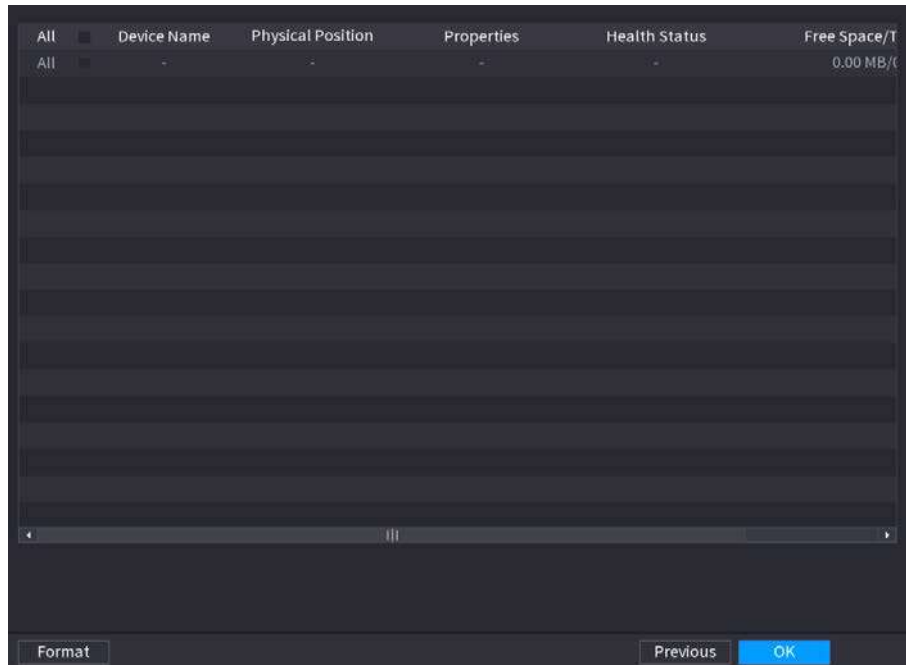 All Device Name Physical Position Properties Health Status Free Space/T
All - - - - 0.00 MB/
Format Previous OK